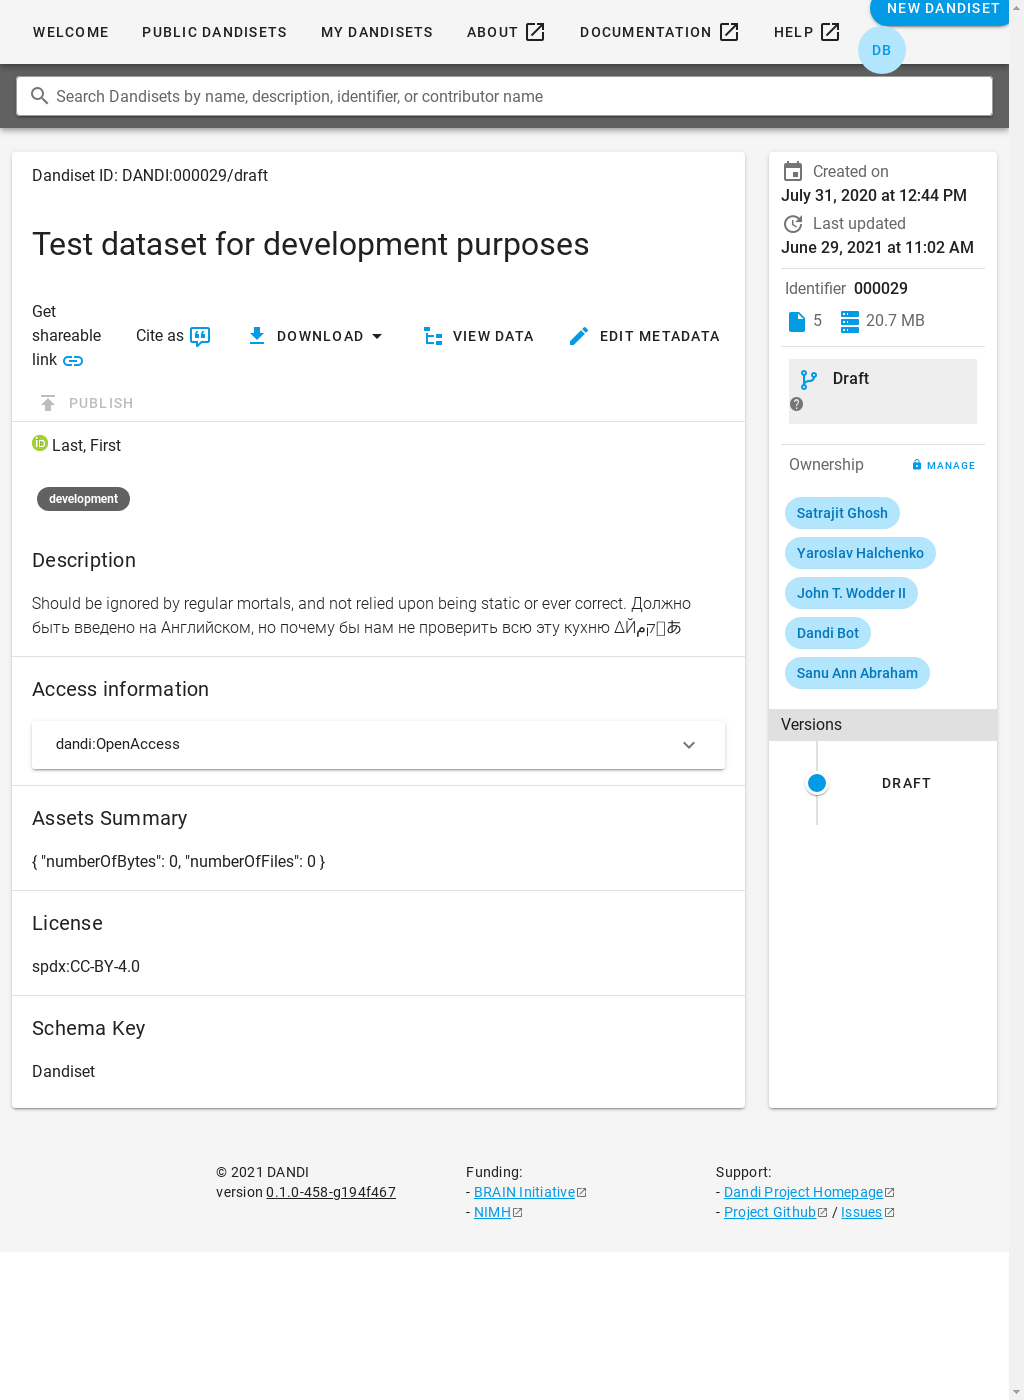 WELCOME PUBLIC DANDISETS MY DANDISETS ABOUT DOCUMENTATION HELP NEW DANDISET
DB
Search Dandisets by name, description, identifier, or contributor name
Dandiset ID: DANDI:000029/draft
Test dataset for development purposes
Get shareable link
Cite as
DOWNLOAD
VIEW DATA
EDIT METADATA
PUBLISH
iD Last, First
development
Description
Should be ignored by regular mortals, and not relied upon being static or ever correct. Должно
быть введено на Английском, но почему бы нам не проверить всю эту кухню
Access information
dandi:OpenAccess
Assets Summary
{ "numberOfBytes": 0, "numberOfFiles": 0 }
License
spdx:CC-BY-4.0
Schema Key
Dandiset
Created on
July 31, 2020 at 12:44 PM
Last updated
June 29, 2021 at 11:02 AM
Identifier 000029
5 20.7 MB
Draft
Ownership MANAGE
Satrajit Ghosh
Yaroslav Halchenko
John T. Wodder II
Dandi Bot
Sanu Ann Abraham
Versions
DRAFT
© 2021 DANDI
version 0.1.0-458-g194f467
Funding:
- BRAIN Initiative
- NIMH
Support:
- Dandi Project Homepage
- Project Github / Issues